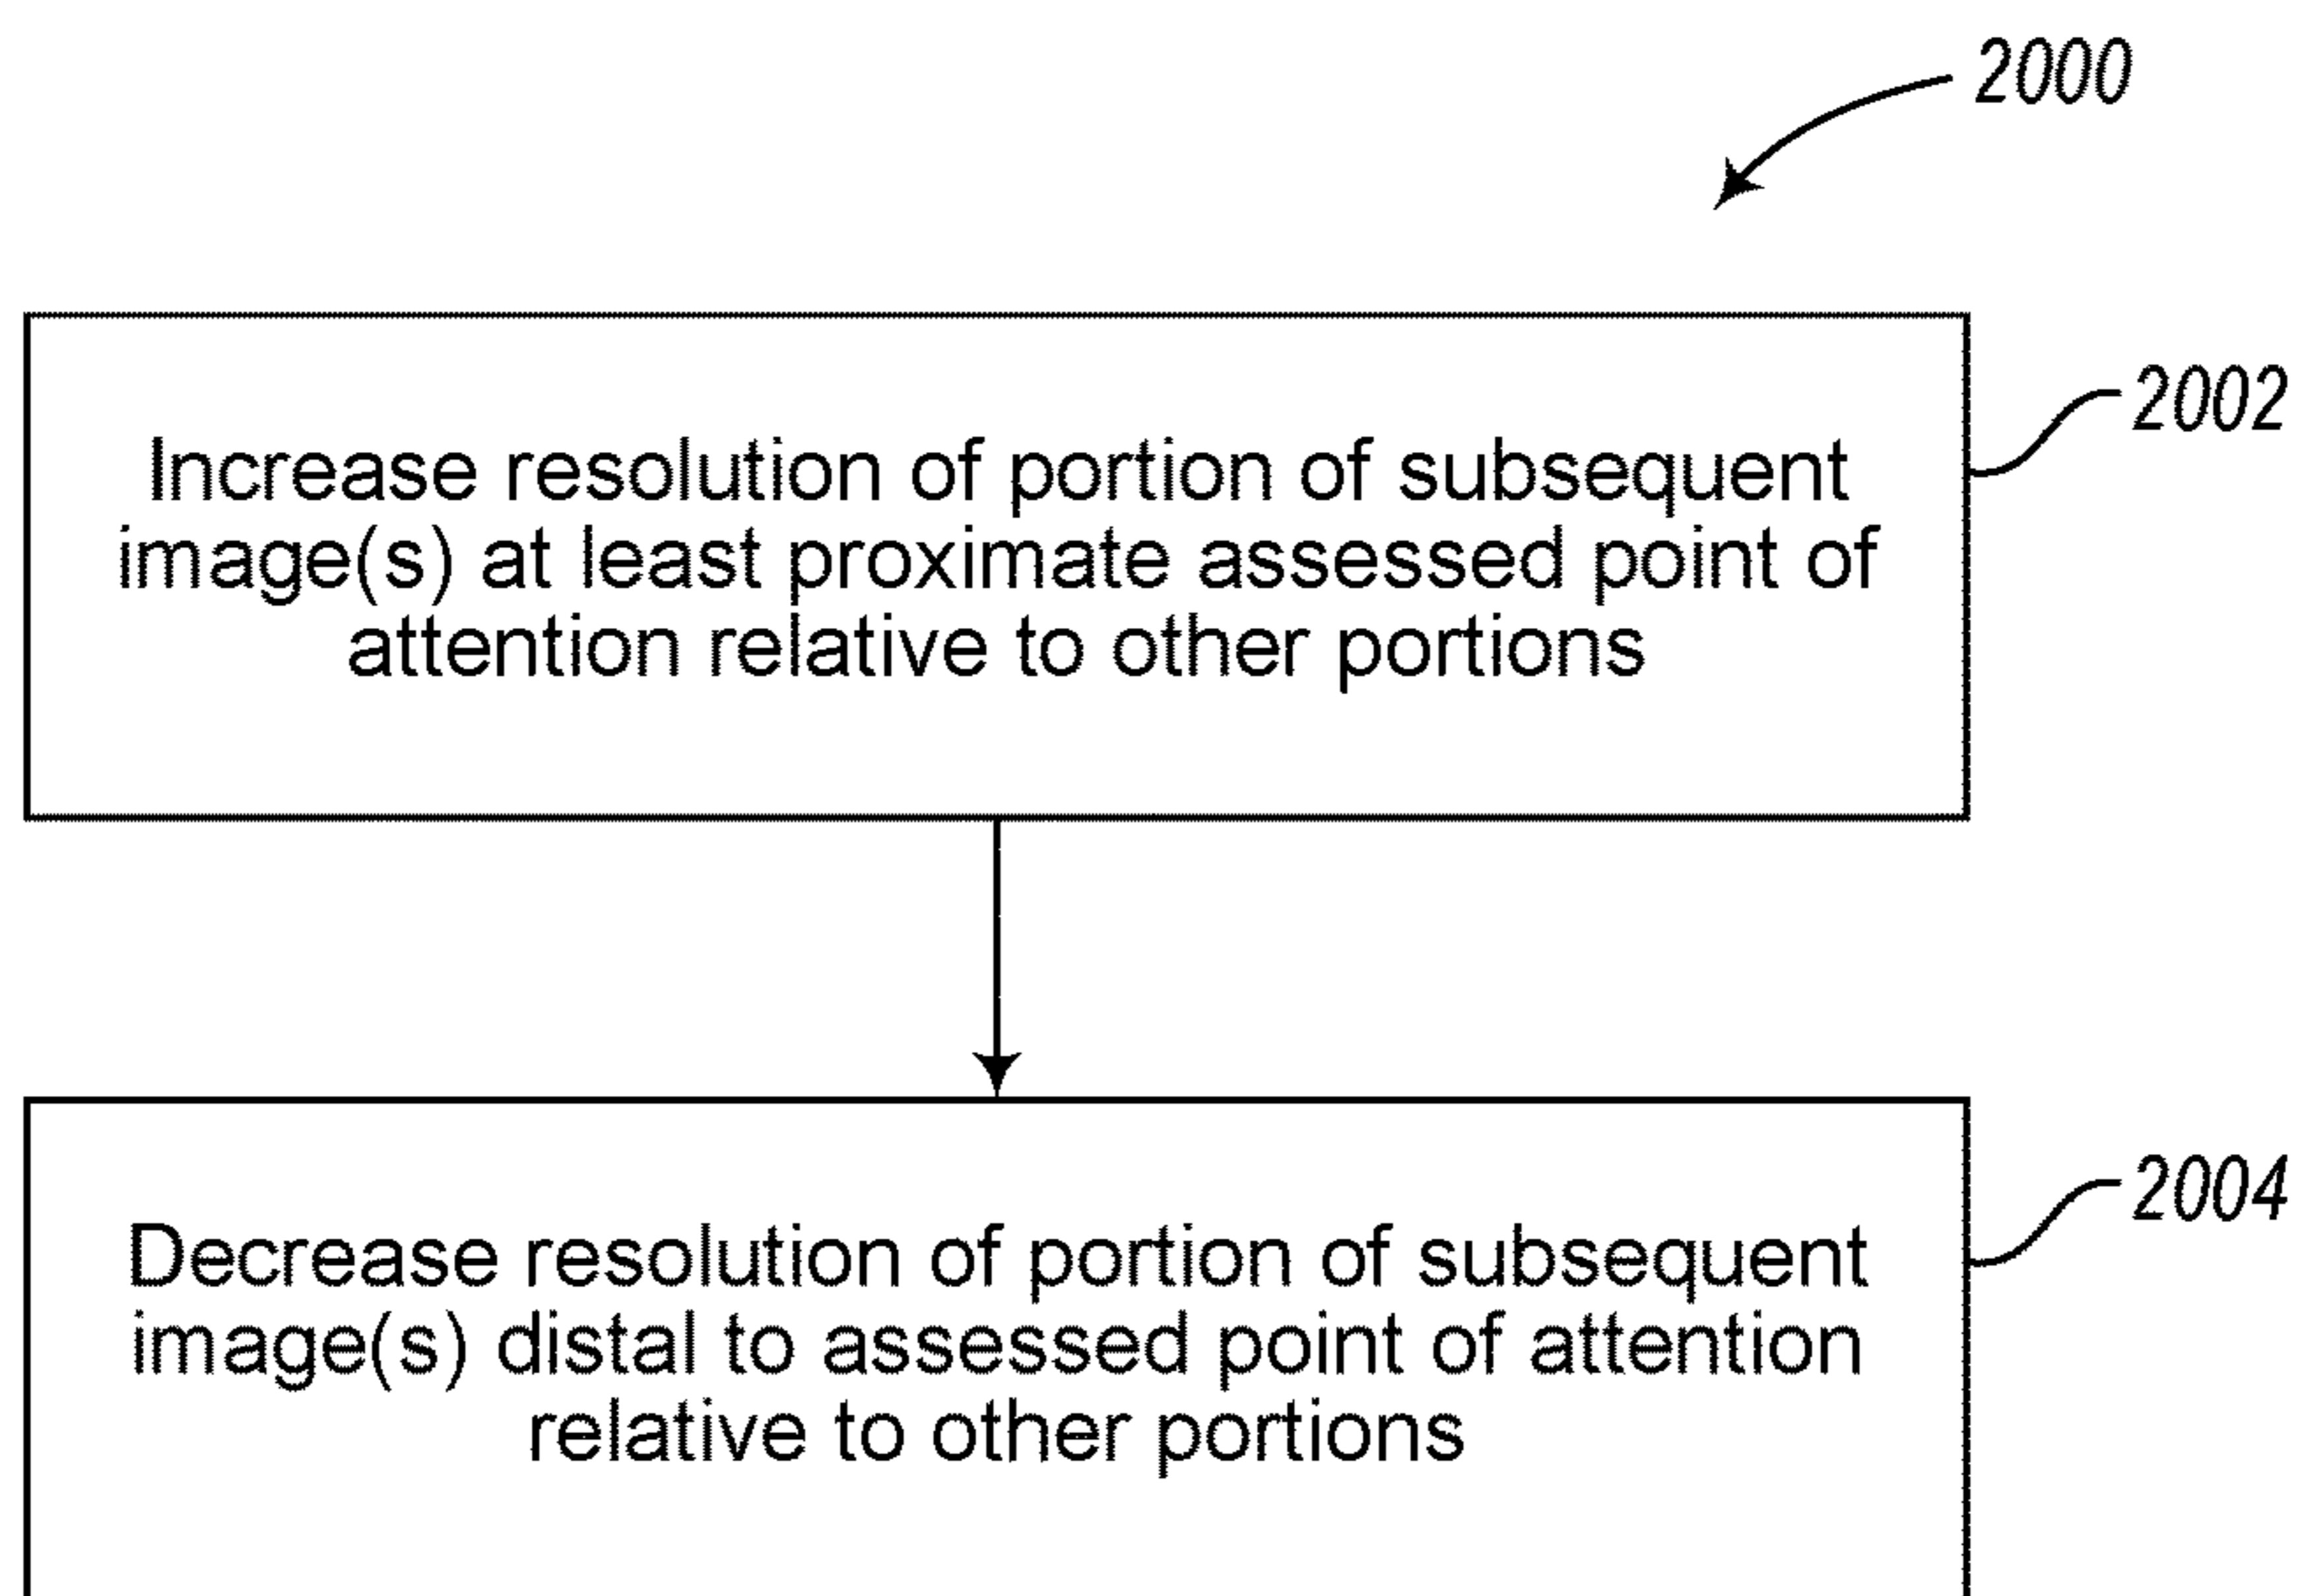 2000
2002
Increase resolution of portion of subsequent
image(s) at least proximate assessed point of
attention relative to other portions
2004
Decrease resolution of portion of subsequent
image(s) distal to assessed point of attention
relative to other portions